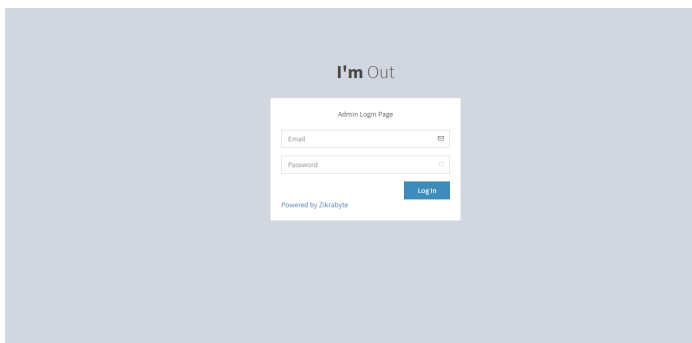 I'm Out
Admin Login Page
Email
Password
Log In
Powered by Zikrabyte